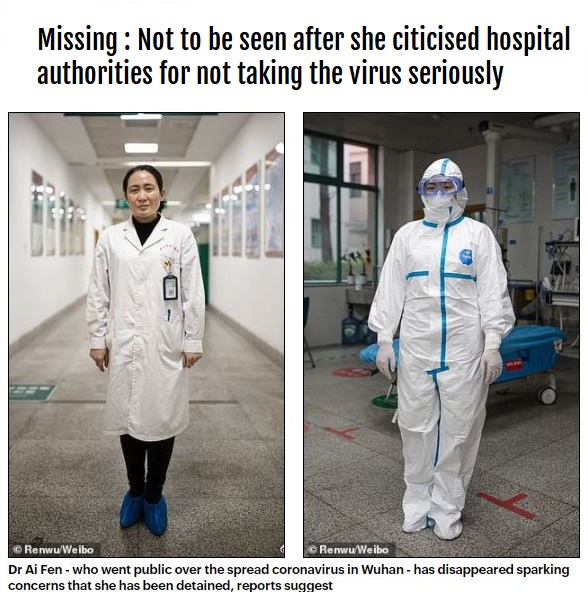 Missing : Not to be seen after she citicised hospital
authorities for not taking the virus seriously
© Renwu/Weibo
© Renwu/Weibo
Dr Ai Fen - who went public over the spread coronavirus in Wuhan - has disappeared sparking
concerns that she has been detained, reports suggest